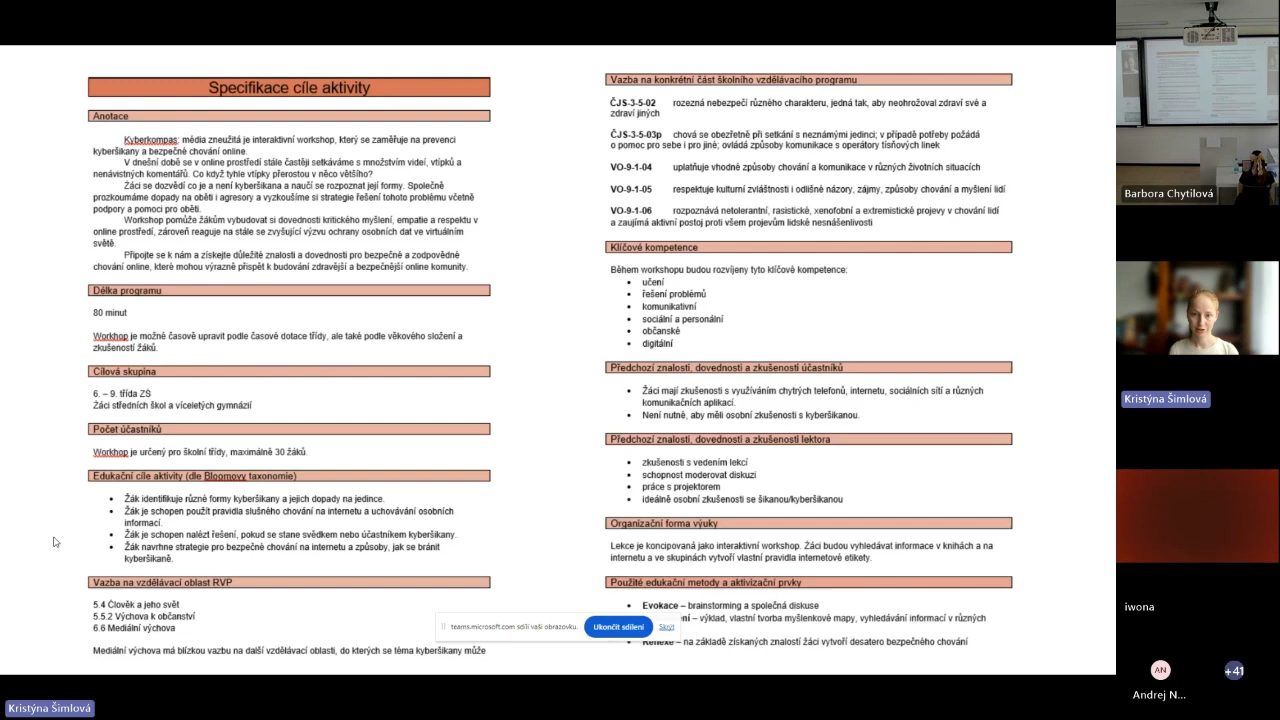 Specifikace cíle aktivity
Anotace
Kyberkompas: média zneužitá je interaktivní workshop, který se zaměřuje na prevenci
kyberšikany a bezpečné chování online.
V dnešní době se v online prostředí stále častěji setkáváme s množstvím videí, vtípků a
nenávistných komentářů. Co když tyhle vtípky přerostou v něco většího?
Žáci se dozvědí co je a není kyberšikana a naučí se rozpoznat její formy. Společně
prozkoumáme dopady na oběti i agresory a vyzkoušíme si strategie řešení tohoto problému včetně
podpory a pomoci pro oběti.
Workshop pomůže žákům vybudovat si dovednosti kritického myšlení, empatie a respektu v
online prostředí, zároveň reaguje na stále se zvyšující výzvu ochrany osobních dat ve virtuálním
světě.
Připojte se k nám a získejte důležité znalosti a dovednosti pro bezpečné a zodpovědné
chování online, které mohou výrazně přispět k budování zdravější a bezpečnější online komunity.
Délka programu
80 minut
Workhop je možné časově upravit podle časové dotace třídy, ale také podle věkového složení a
zkušeností žáků.
Cílová skupina
6. – 9. třída ZŠ
Žáci středních škol a víceletých gymnázií
Počet účastníků
Workhop je určený pro školní třídy, maximálně 30 žáků.
Edukační cíle aktivity (dle Bloomovy taxonomie)
• Žák identifikuje různé formy kyberšikany a jejich dopady na jedince.
• Žák je schopen použít pravidla slušného chování na internetu a uchovávání osobních
informací.
• Žák je schopen nalézt řešení, pokud se stane svědkem nebo účastníkem kyberšikany.
• Žák navrhne strategie pro bezpečné chování na internetu a způsoby, jak se bránit
kyberšikaně.
Vazba na vzdělávací oblast RVP
5.4 Člověk a jeho svět
5.5.2 Výchova k občanství
6.6 Mediální výchova
Mediální výchova má blízkou vazbu na další vzdělávací oblasti, do kterých se téma kyberšikany může
Vazba na konkrétní část školního vzdělávacího programu
ČJS-3-5-02 rozezná nebezpečí různého charakteru, jedná tak, aby neohrožoval zdraví své a
zdraví jiných
ČJS-3-5-03p chová se obezřetně při setkání s neznámými jedinci; v případě potřeby požádá
o pomoc pro sebe i pro jiné; ovládá způsoby komunikace s operátory tísňových linek
VO-9-1-04 uplatňuje vhodné způsoby chování a komunikace v různých životních situacích
VO-9-1-05 respektuje kulturní zvláštnosti i odlišné názory, zájmy, způsoby chování a myšlení lidí
VO-9-1-06 rozpoznává netolerantní, rasistické, xenofobní a extremistické projevy v chování lidí
a zaujímá aktivní postoj proti všem projevům lidské nesnášenlivosti
Klíčové kompetence
Během workshopu budou rozvíjeny tyto klíčové kompetence:
• učení
• řešení problémů
• komunikativní
• sociální a personální
• občanské
• digitální
Předchozí znalosti, dovednosti a zkušenosti účastníků
• Žáci mají zkušenosti s využíváním chytrých telefonů, internetu, sociálních sítí a různých
komunikačních aplikací.
• Není nutné, aby měli osobní zkušenosti s kyberšikanou.
Předchozí znalosti, dovednosti a zkušenosti lektora
• zkušenosti s vedením lekcí
• schopnost moderovat diskuzi
• práce s projektorem
• ideálně osobní zkušenosti se šikanou/kyberšikanou
Organizační forma výuky
Lekce je koncipovaná jako interaktivní workshop. Žáci budou vyhledávat informace v knihách a na
internetu a ve skupinách vytvoří vlastní pravidla internetové etikety.
Použité edukační metody a aktivizační prvky
• Evokace – brainstorming a společná diskuse
ení – výklad, vlastní tvorba myšlenkové mapy, vyhledávání informací v různých
• Reflexe – na základě získaných znalostí žáci vytvoří desatero bezpečného chování
teams.microsoft.com sdílí vaši obrazovku.
Ukončit sdílení
Skrýt
Barbora Chytilová
Kristýna Šimlová
iwona
AN
+41
Andrej N...
Kristýna Šimlová